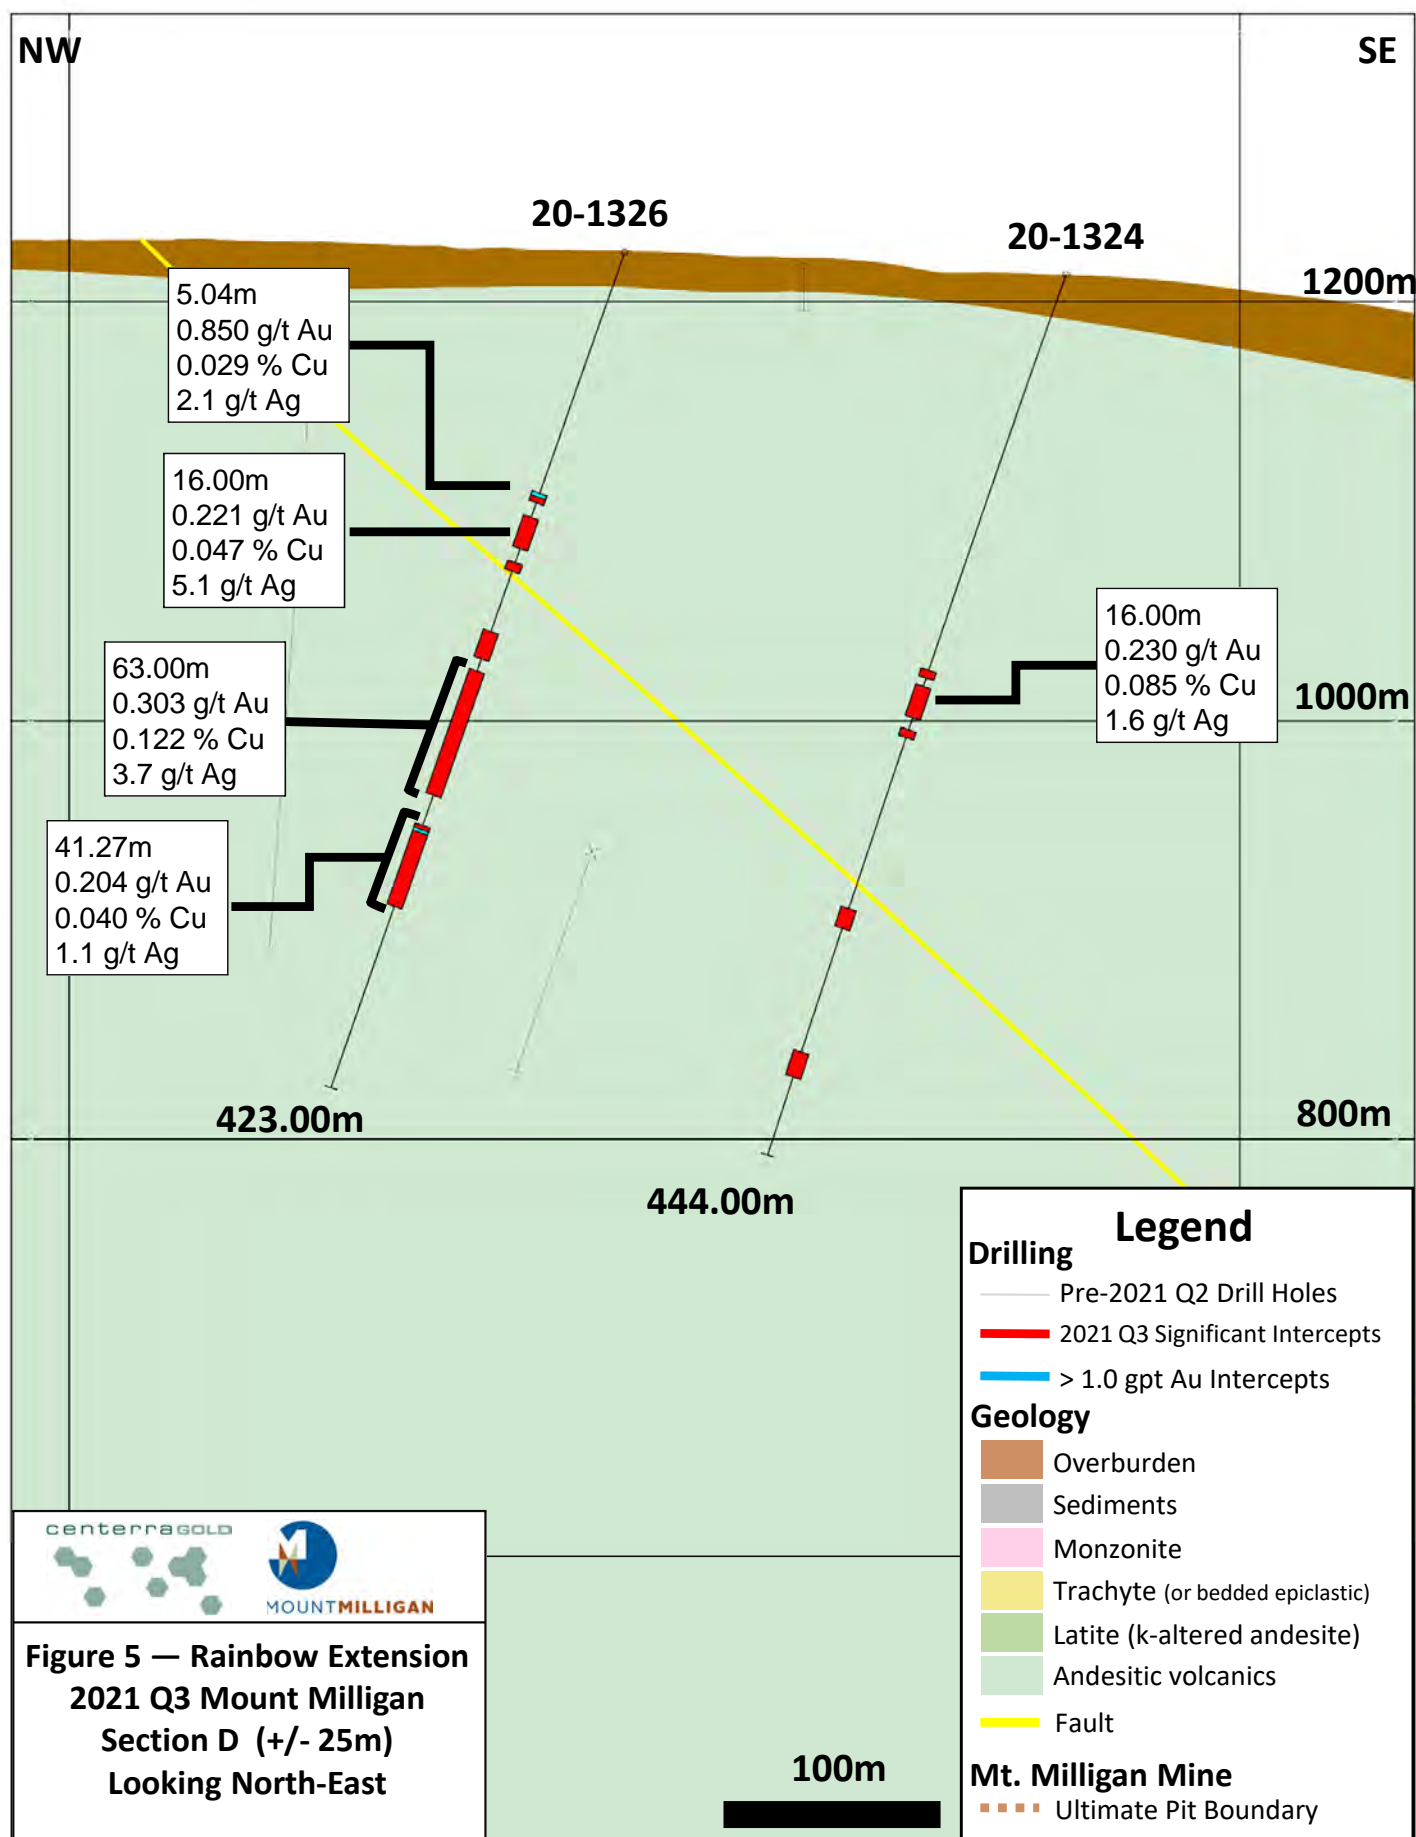 NW
SE
20-1326
20-1324
1200m
5.04m
0.850 g/t Au
0.029 % Cu
2.1 g/t Ag
16.00m
0.221 g/t Au
0.047 % Cu
5.1 g/t Ag
63.00m
0.303 g/t Au
0.122 % Cu
3.7 g/t Ag
41.27m
0.204 g/t Au
0.040 % Cu
1.1 g/t Ag
16.00m
0.230 g/t Au
0.085 % Cu
1.6 g/t Ag
1000m
800m
423.00m
444.00m
Legend
Drilling
Pre-2021 Q2 Drill Holes
2021 Q3 Significant Intercepts
> 1.0 gpt Au Intercepts
Geology
Overburden
Sediments
Monzonite
Trachyte (or bedded epiclastic)
Latite (k-altered andesite)
Andesitic volcanics
Fault
Mt. Milligan Mine
Ultimate Pit Boundary
centerraGOLD
MOUNTMILLIGAN
Figure 5 — Rainbow Extension
2021 Q3 Mount Milligan
Section D (+/- 25m)
Looking North-East
100m